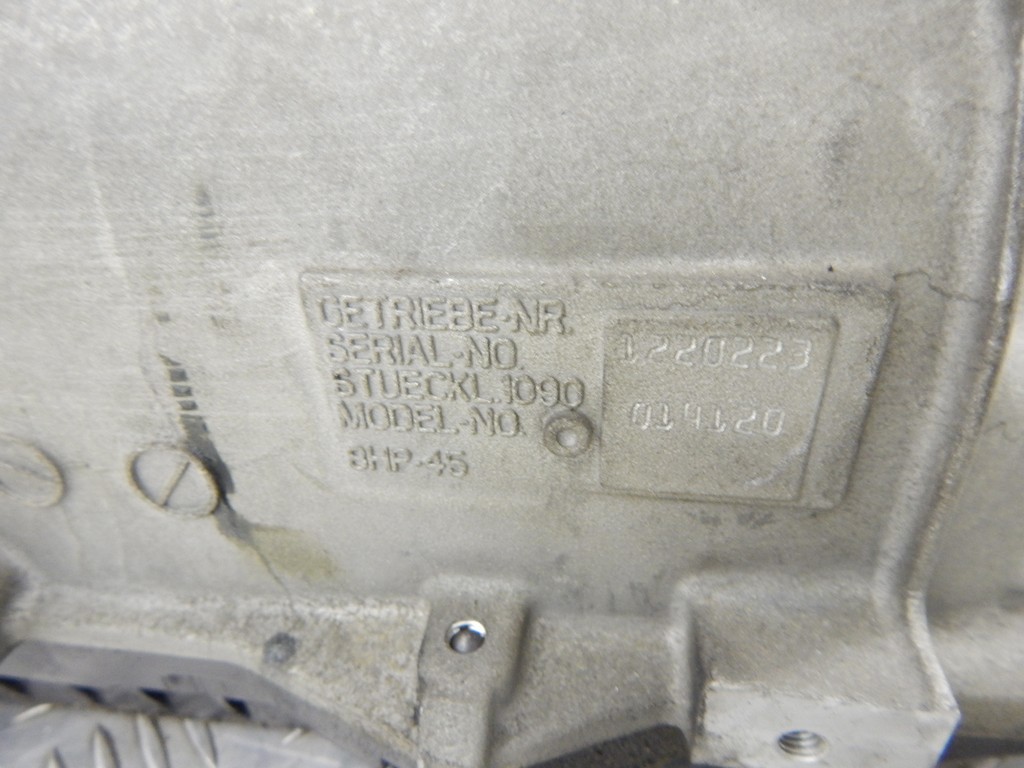 GETRIEBE-NR.
SERIAL-NO. 1220223
STUECKL.1090
MODEL-NO. 014120
8HP-45